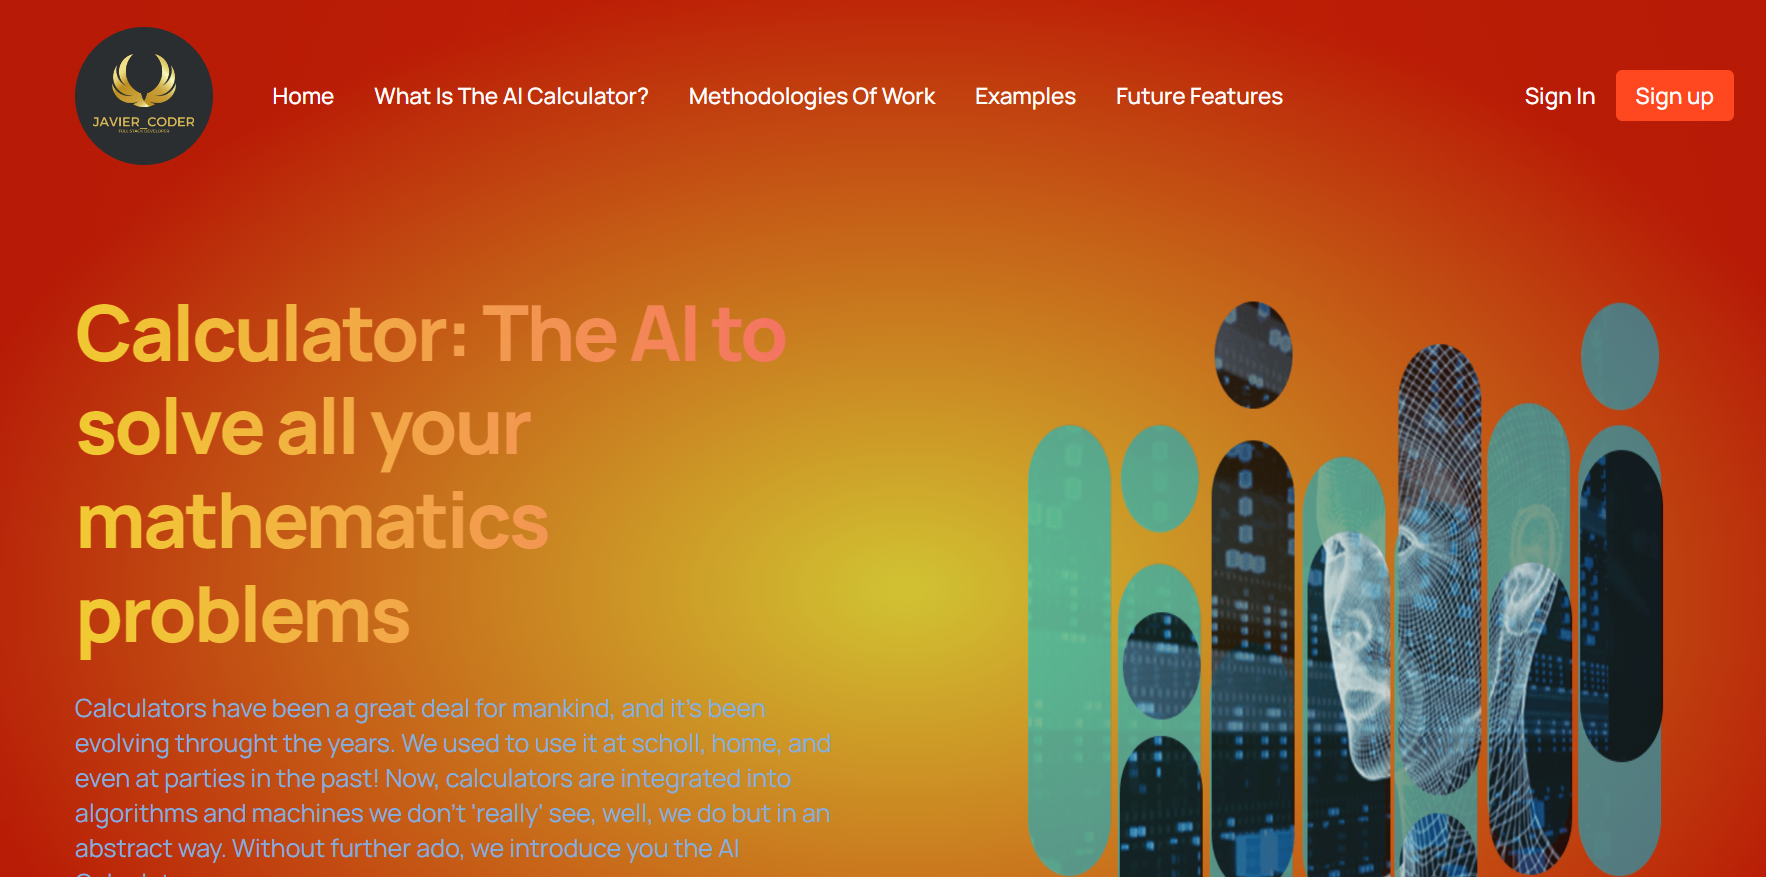 JAVIER_CODER
FULL STACK DEVELOPER
Home
What Is The AI Calculator?
Methodologies Of Work
Examples
Future Features
Sign In
Sign up
Calculator: The AI to
solve all your
mathematics
problems
Calculators have been a great deal for mankind, and it's been
evolving throught the years. We used to use it at scholl, home, and
even at parties in the past! Now, calculators are integrated into
algorithms and machines we don't 'really' see, well, we do but in an
abstract way. Without further ado, we introduce you the AI